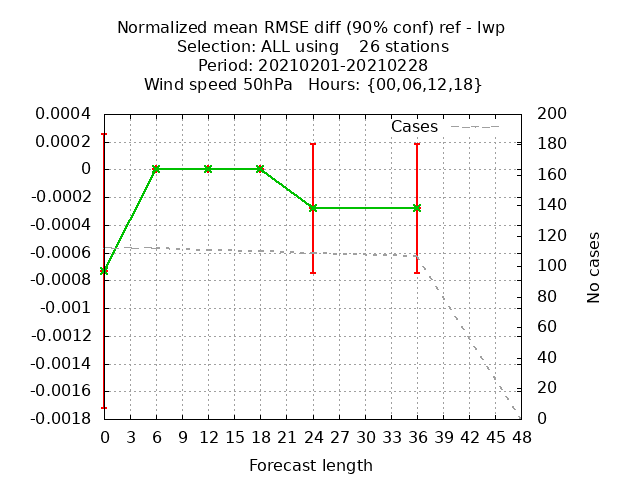 Normalized mean RMSE diff (90% conf) ref - lwp
Selection: ALL using 26 stations
Period: 20210201-20210228
Wind speed 50hPa Hours: {00,06,12,18}
Cases
0.0004
0.0002
0
-0.0002
-0.0004
-0.0006
-0.0008
-0.001
-0.0012
-0.0014
-0.0016
-0.0018
200
180
160
140
120
100
80
60
40
20
0
No cases
0 3 6 9 12 15 18 21 24 27 30 33 36 39 42 45 48
Forecast length